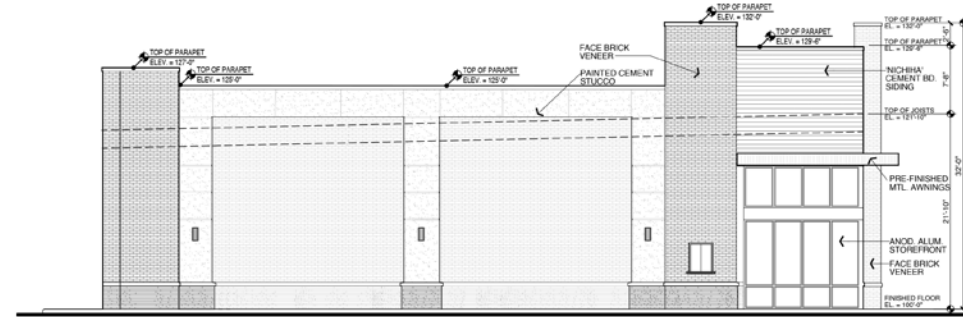 TOP OF PARAPET
ELEV. = 132'-0"
TOP OF PARAPET
EL. = 132'-0"
2'-6"
TOP OF PARAPET
ELEV. = 129'-6"
TOP OF PARAPET
EL. = 129'-6"
TOP OF PARAPET
ELEV. = 127'-0"
TOP OF PARAPET
ELEV. = 125'-0"
TOP OF PARAPET
ELEV. = 125'-0"
FACE BRICK
VENEER
PAINTED CEMENT
STUCCO
'NICHIHA'
CEMENT BD.
SIDING
7'-8"
TOP OF JOISTS
EL. = 121'-10"
32'-0"
PRE-FINISHED
MTL. AWNINGS
21'-10"
ANOD. ALUM.
STOREFRONT
FACE BRICK
VENEER
FINISHED FLOOR
EL. = 100'-0"